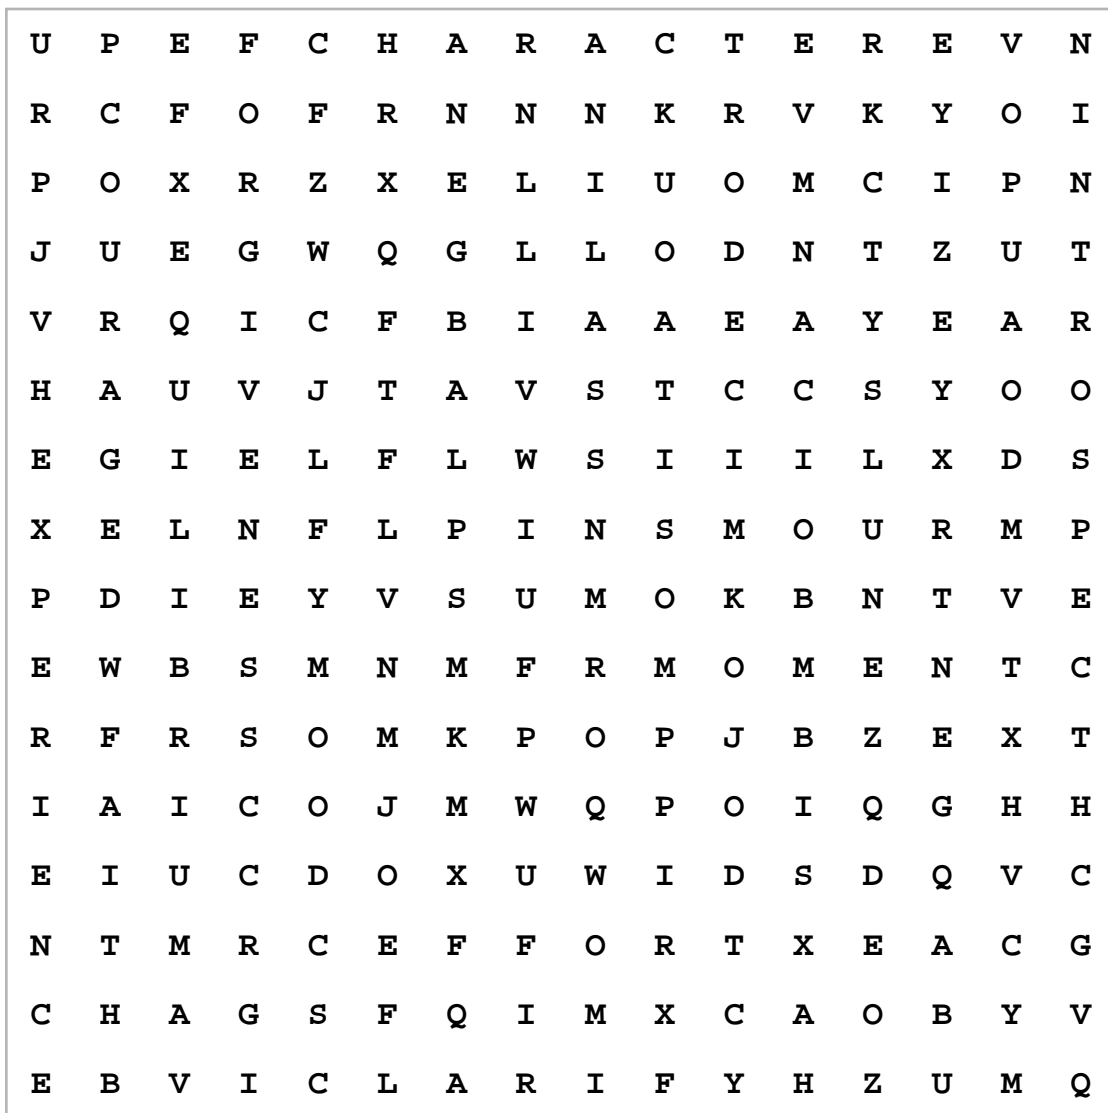 U P E F C H A R A C T E R E V N
R C F O F R N N N K R V K Y O I
P O X R Z X E L I U O M C I P N
J U E G W Q G L L O D N T Z U T
V R Q I C F B I A A E A Y E A R
H A U V J T A V S T C C S Y O O
E G I E L F L W S I I I L X D S
X E L N F L P I N S M O U R M P
P D I E Y V S U M O K B N T V E
E W B S M N M F R M O M E N T C
R F R S O M K P O P J B Z E X T
I A I C O J M W Q P O I Q G H H
E I U C D O X U W I D S D Q V C
N T M R C E F F O R T X E A C G
C H A G S F Q I M X C A O B Y V
E B V I C L A R I F Y H Z U M Q